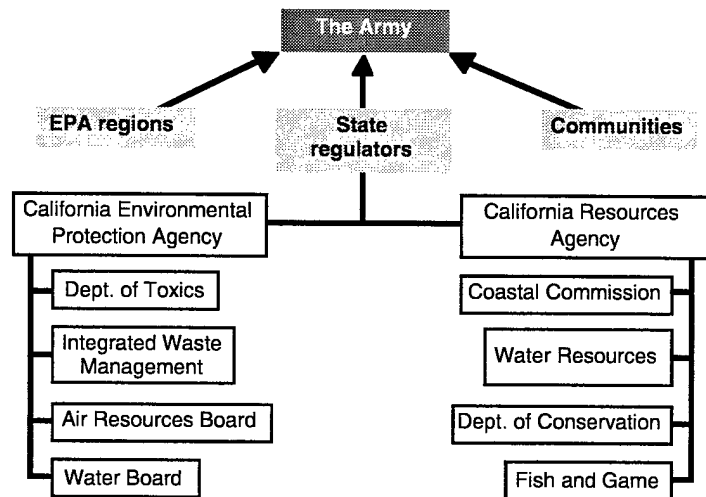 The Army
EPA regions
State
regulators
Communities
California Environmental
Protection Agency
California Resources
Agency
Dept. of Toxics
Coastal Commission
Integrated Waste
Management
Water Resources
Air Resources Board
Dept. of Conservation
Water Board
Fish and Game